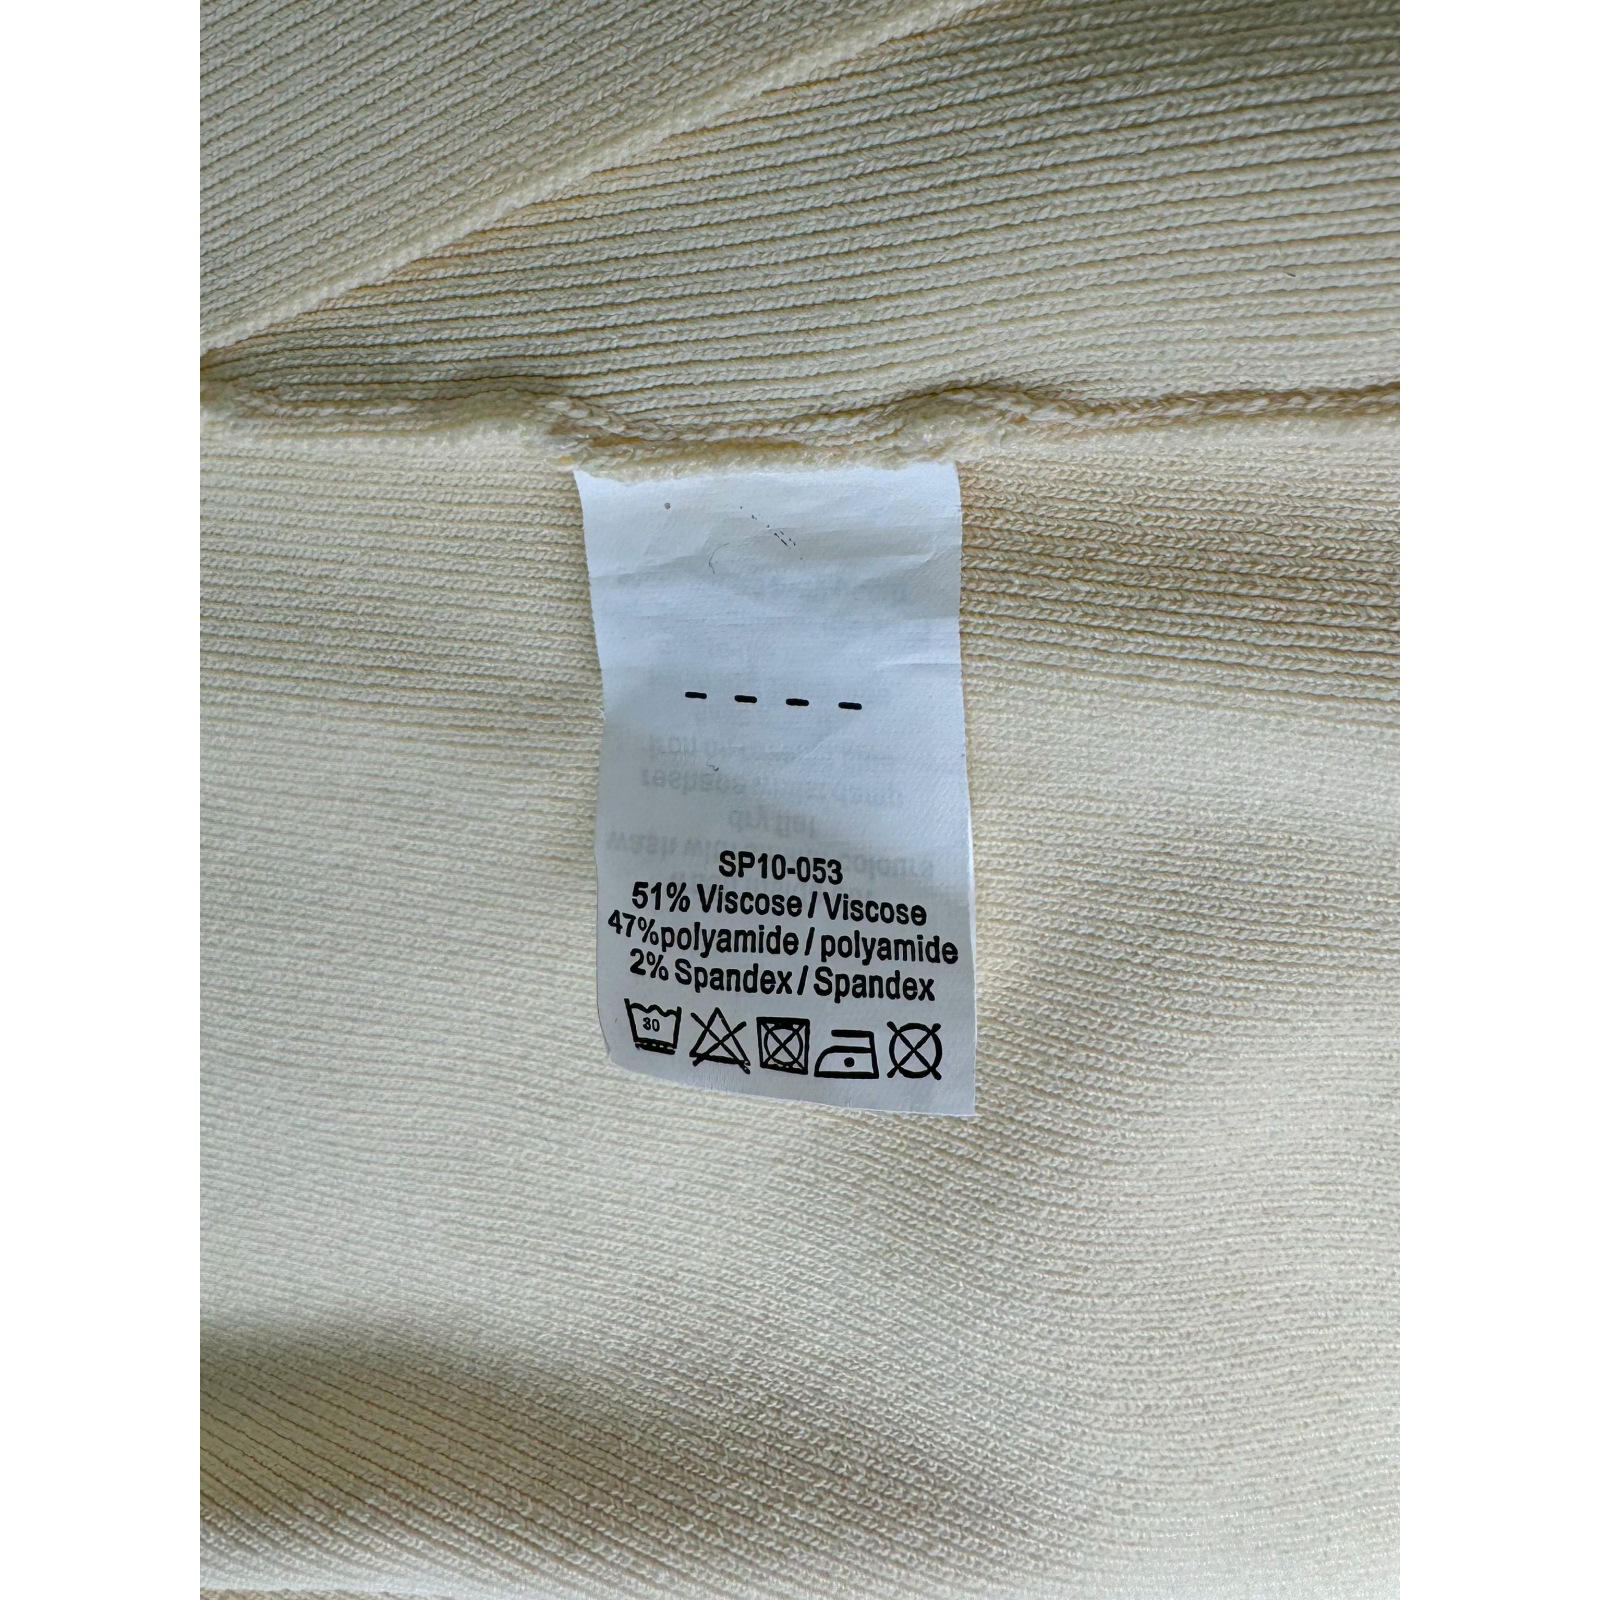 SP10-053
51% Viscose / Viscose
47%polyamide / polyamide
2% Spandex / Spandex
30